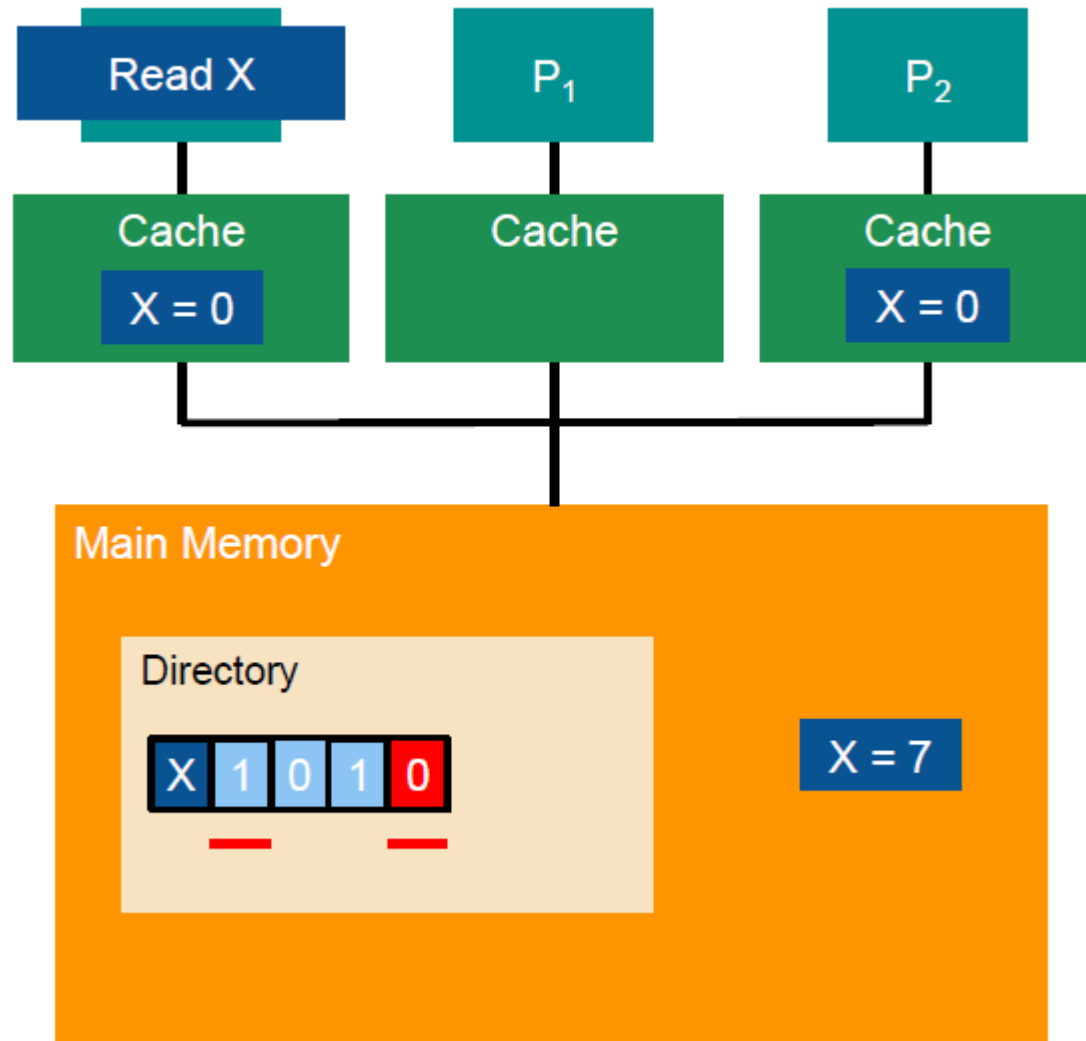 Read X
P₁
P₂
Cache
Cache
Cache
X = 0
X = 0
Main Memory
Directory
X 1 0 1 0
X = 7